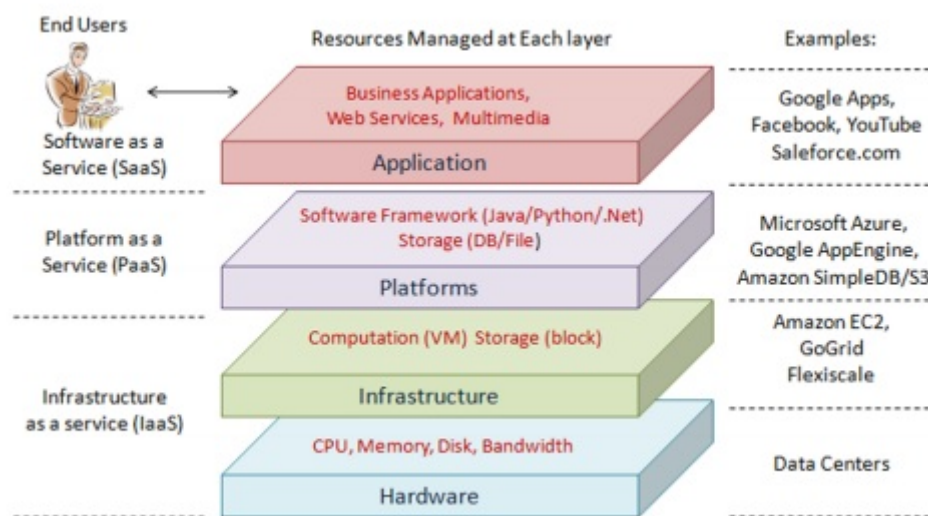 End Users
Resources Managed at Each layer
Examples:
Business Applications,
Web Services, Multimedia
Application
Software as a
Service (SaaS)
Google Apps,
Facebook, YouTube
Saleforce.com
Software Framework (Java/Python/.Net)
Storage (DB/File)
Platforms
Platform as a
Service (PaaS)
Microsoft Azure,
Google AppEngine,
Amazon SimpleDB/S3
Computation (VM) Storage (block)
Infrastructure
Amazon EC2,
GoGrid
Flexiscale
Infrastructure
as a service (IaaS)
CPU, Memory, Disk, Bandwidth
Hardware
Data Centers